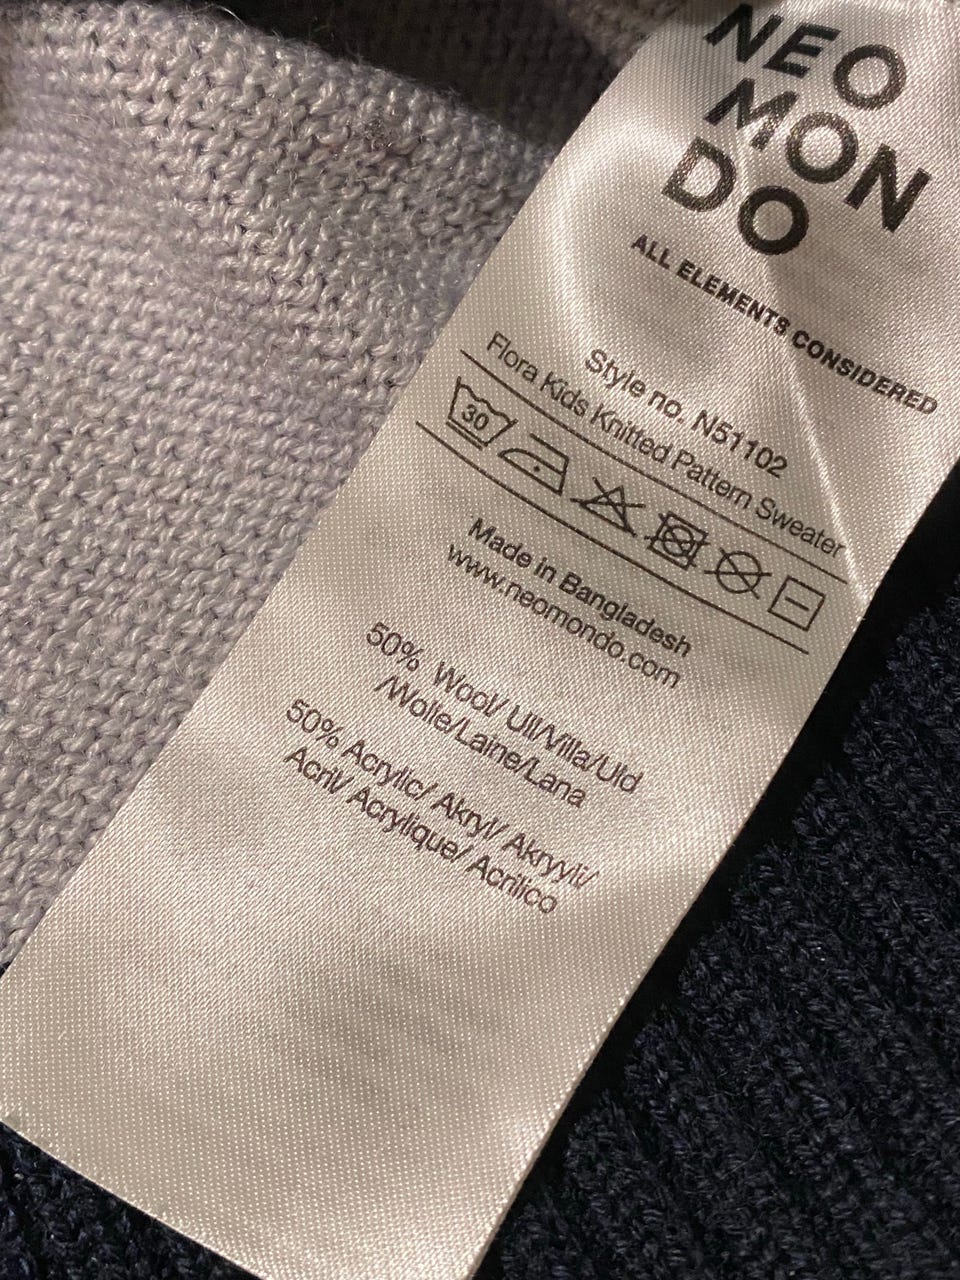 NEO
MON
DO
ALL ELEMENTS CONSIDERED
Style no. N51102
Flora Kids Knitted Pattern Sweater
30
Made in Bangladesh
www.neomondo.com
50% Wool/ Ull/Villa/Uld
/Wolle/Laine/Lana
50% Acrylic/ Akryl/ Akryyli/
Acril/ Acrylique/ Acrilico